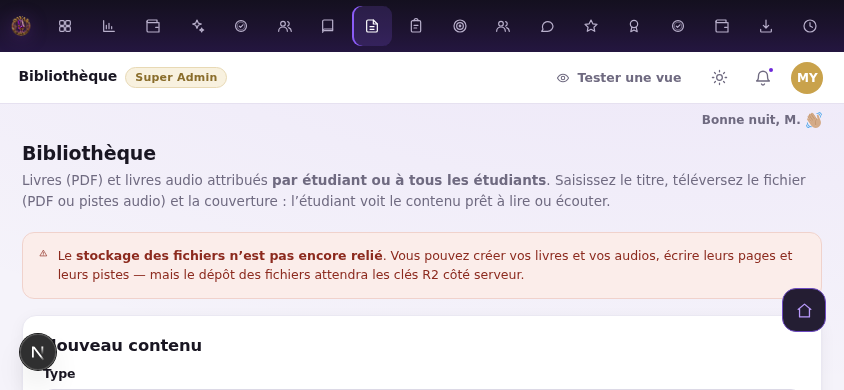 Bibliothèque
Super Admin
Tester une vue
MY
Bonne nuit, M.
Bibliothèque
Livres (PDF) et livres audio attribués par étudiant ou à tous les étudiants. Saisissez le titre, téléversez le fichier
(PDF ou pistes audio) et la couverture : l’étudiant voit le contenu prêt à lire ou écouter.
Le stockage des fichiers n’est pas encore relié. Vous pouvez créer vos livres et vos audios, écrire leurs pages et
leurs pistes — mais le dépôt des fichiers attendra les clés R2 côté serveur.
Nouveau contenu
N
Type